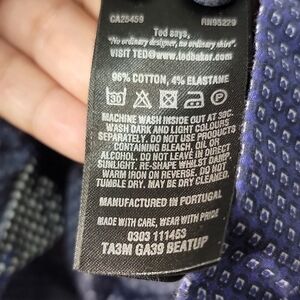 CA25459 RN95229
Ted says,
"No ordinary designer, no ordinary shirt".
VISIT TED@www.tedbaker.com
96% COTTON, 4% ELASTANE
30
MACHINE WASH INSIDE OUT AT 30C.
WASH DARK AND LIGHT COLOURS
SEPARATELY. DO NOT USE PRODUCTS
CONTAINING BLEACH, OIL OR
ALCOHOL. DO NOT LEAVE IN DIRECT
SUNLIGHT. RE-SHAPE WHILST DAMP.
WARM IRON ON REVERSE. DO NOT
TUMBLE DRY. MAY BE DRY CLEANED.
MANUFACTURED IN PORTUGAL
MADE WITH CARE, WEAR WITH PRIDE
0303 111453
TA3M GA39 BEATUP